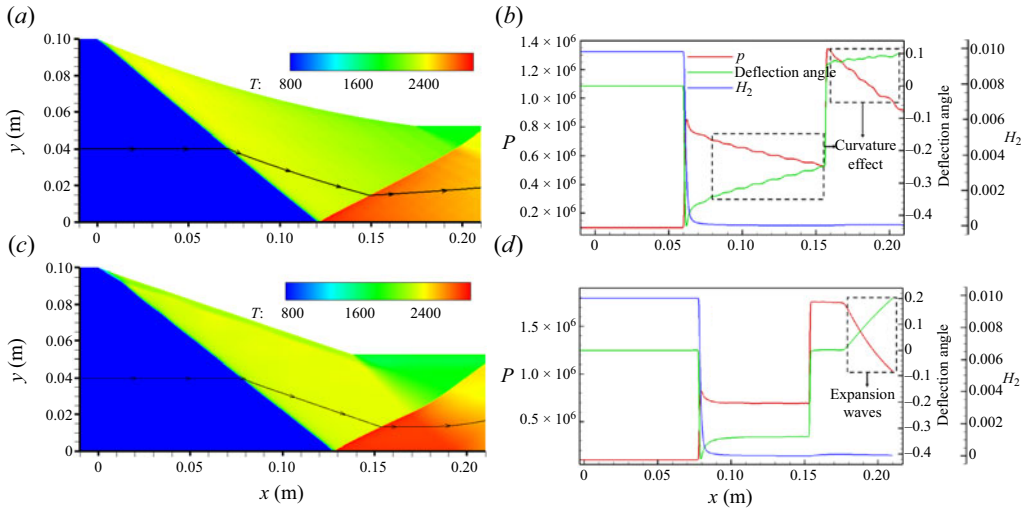 (a)
0.10
0.08
0.06
0.04
0.02
0
y (m)
T: 800 1600 2400
0 0.05 0.10 0.15 0.20
(b)
1.4 × 10⁶
1.2 × 10⁶
1.0 × 10⁶
0.8 × 10⁶
0.6 × 10⁶
0.4 × 10⁶
0.2 × 10⁶
P
p
Deflection angle
H₂
Curvature
effect
0 0.05 0.10 0.15 0.20
0.1
0
−0.1
−0.2
−0.3
−0.4
Deflection angle
0.010
0.008
0.006
0.004
0.002
0
H₂
(c)
0.10
0.08
0.06
0.04
0.02
0
y (m)
T: 800 1600 2400
0 0.05 0.10 0.15 0.20
x (m)
(d)
1.5 × 10⁶
1.0 × 10⁶
0.5 × 10⁶
P
Expansion
waves
0 0.05 0.10 0.15 0.20
x (m)
0.2
0.1
0
−0.1
−0.2
−0.3
−0.4
Deflection angle
0.010
0.008
0.006
0.004
0.002
0
H₂